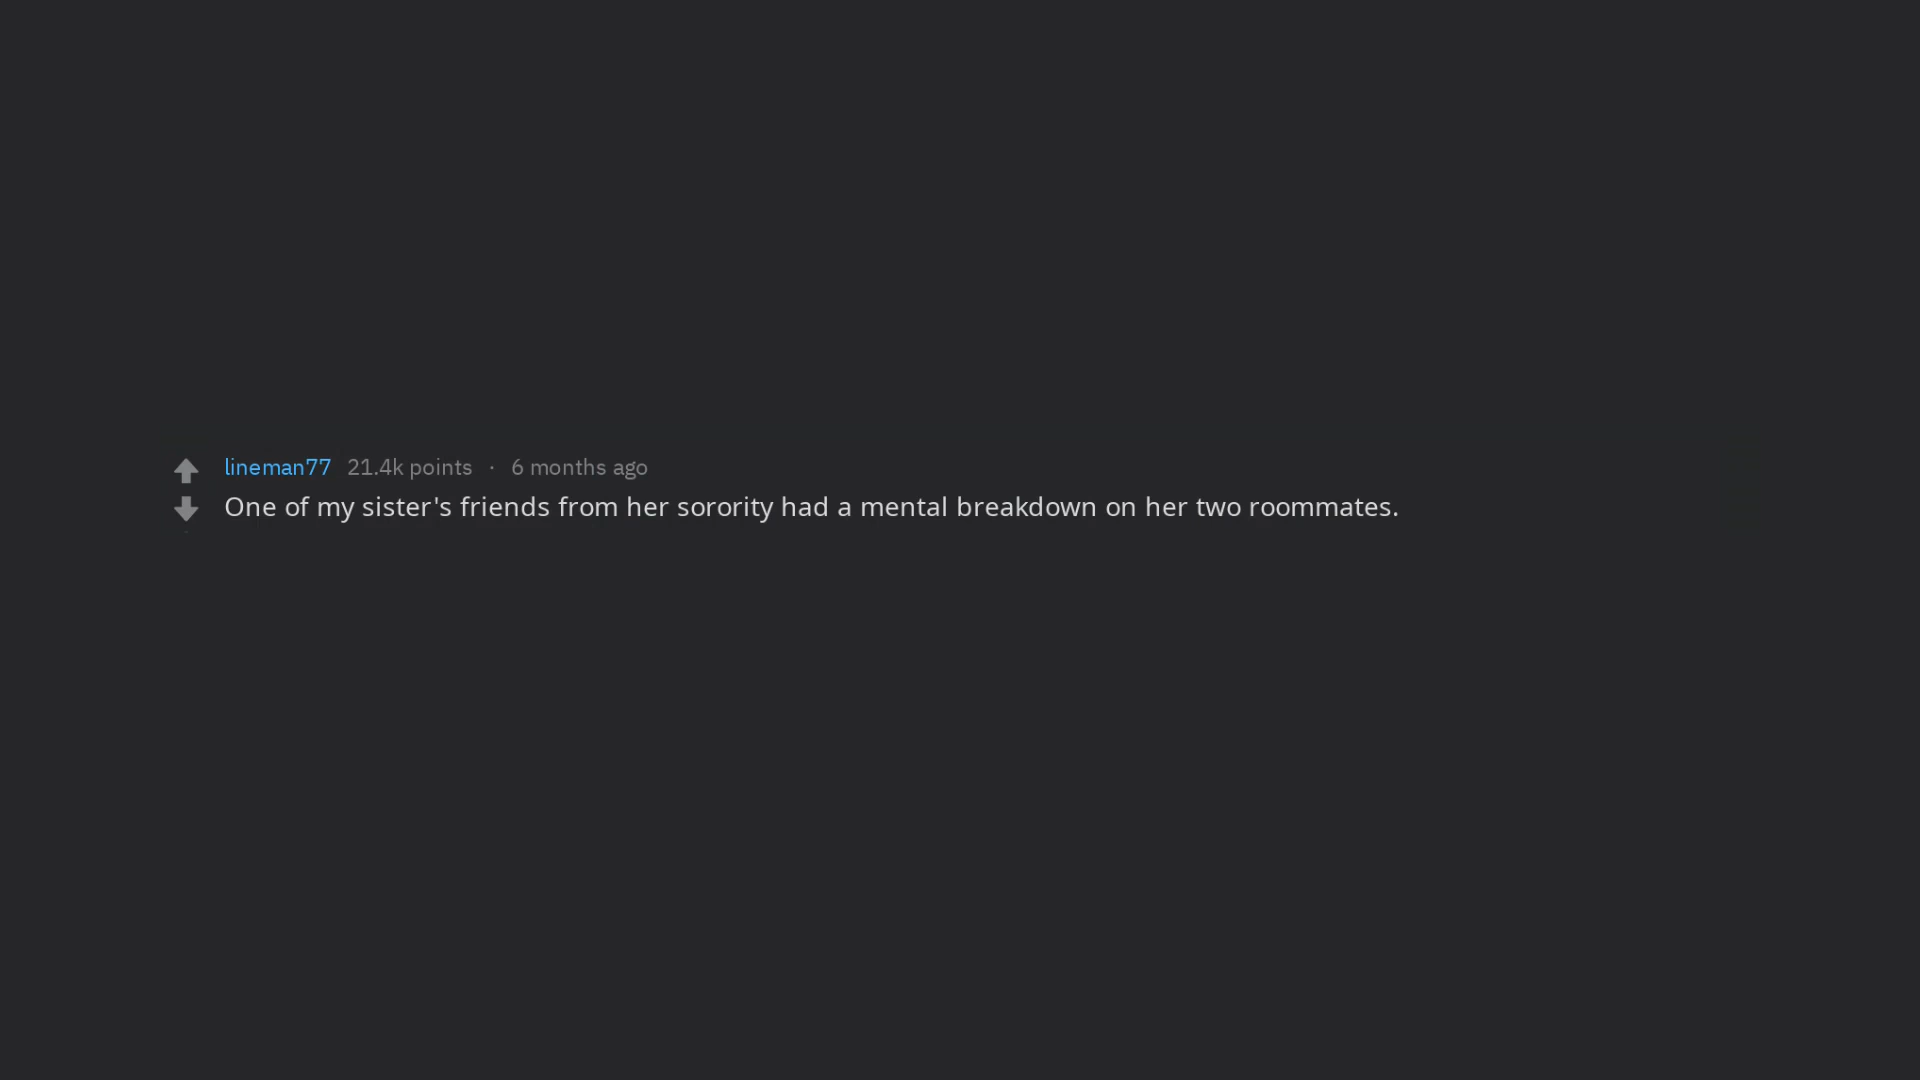 lineman77 21.4k points · 6 months ago
One of my sister's friends from her sorority had a mental breakdown on her two roommates.